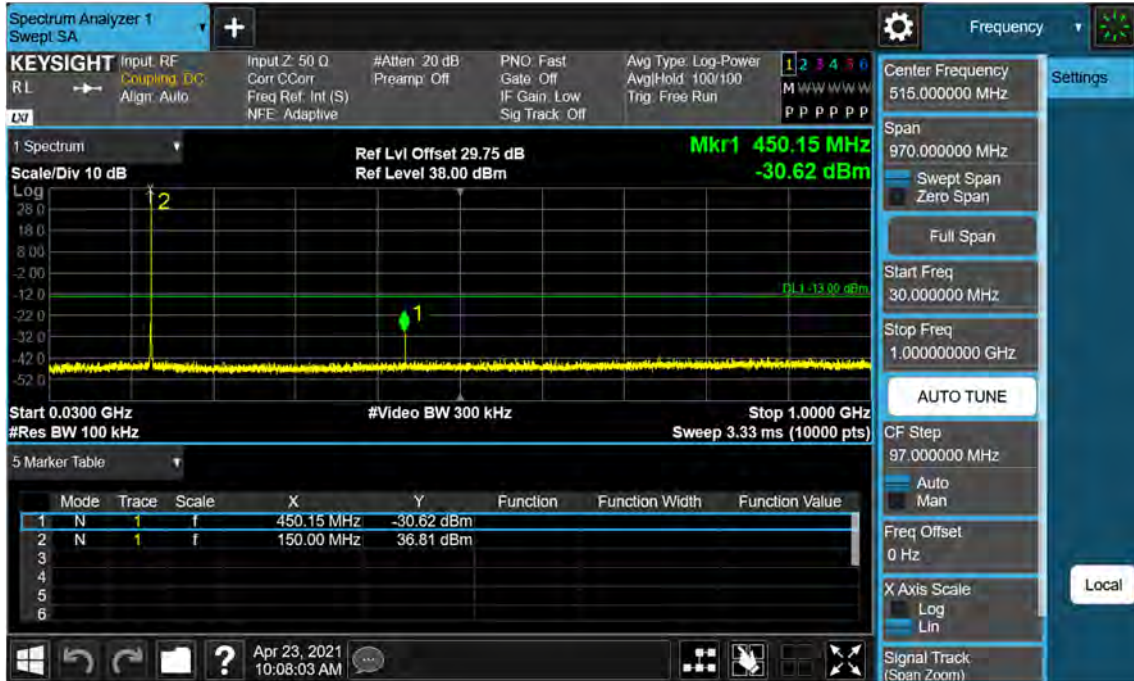 Spectrum Analyzer 1
Swept SA
Frequency
KEYSIGHT
RL
LXI
Input: RF
Coupling: DC
Align: Auto
Input Z: 50 Ω
Corr CCorr
Freq Ref: Int (S)
NFE: Adaptive
#Atten: 20 dB
Preamp: Off
PNO: Fast
Gate: Off
IF Gain: Low
Sig Track: Off
Avg Type: Log-Power
Avg|Hold: 100/100
Trig: Free Run
1 2 3 4 5 6
M W W W W W
P P P P P P
1 Spectrum
Scale/Div 10 dB
Ref Lvl Offset 29.75 dB
Ref Level 38.00 dBm
Mkr1 450.15 MHz
-30.62 dBm
Log
28.0
18.0
8.00
-2.00
-12.0
-22.0
-32.0
-42.0
-52.0
2
1
DL1 -13.00 dBm
Start 0.0300 GHz
#Res BW 100 kHz
#Video BW 300 kHz
Stop 1.0000 GHz
Sweep 3.33 ms (10000 pts)
5 Marker Table
Mode Trace Scale X Y Function Function Width Function Value
1 N 1 f 450.15 MHz -30.62 dBm
2 N 1 f 150.00 MHz 36.81 dBm
3
4
5
6
?
Apr 23, 2021
10:08:03 AM
Center Frequency
515.000000 MHz
Span
970.000000 MHz
Swept Span
Zero Span
Full Span
Start Freq
30.000000 MHz
Stop Freq
1.000000000 GHz
AUTO TUNE
CF Step
97.000000 MHz
Auto
Man
Freq Offset
0 Hz
X Axis Scale
Log
Lin
Signal Track
(Span Zoom)
Settings
Local